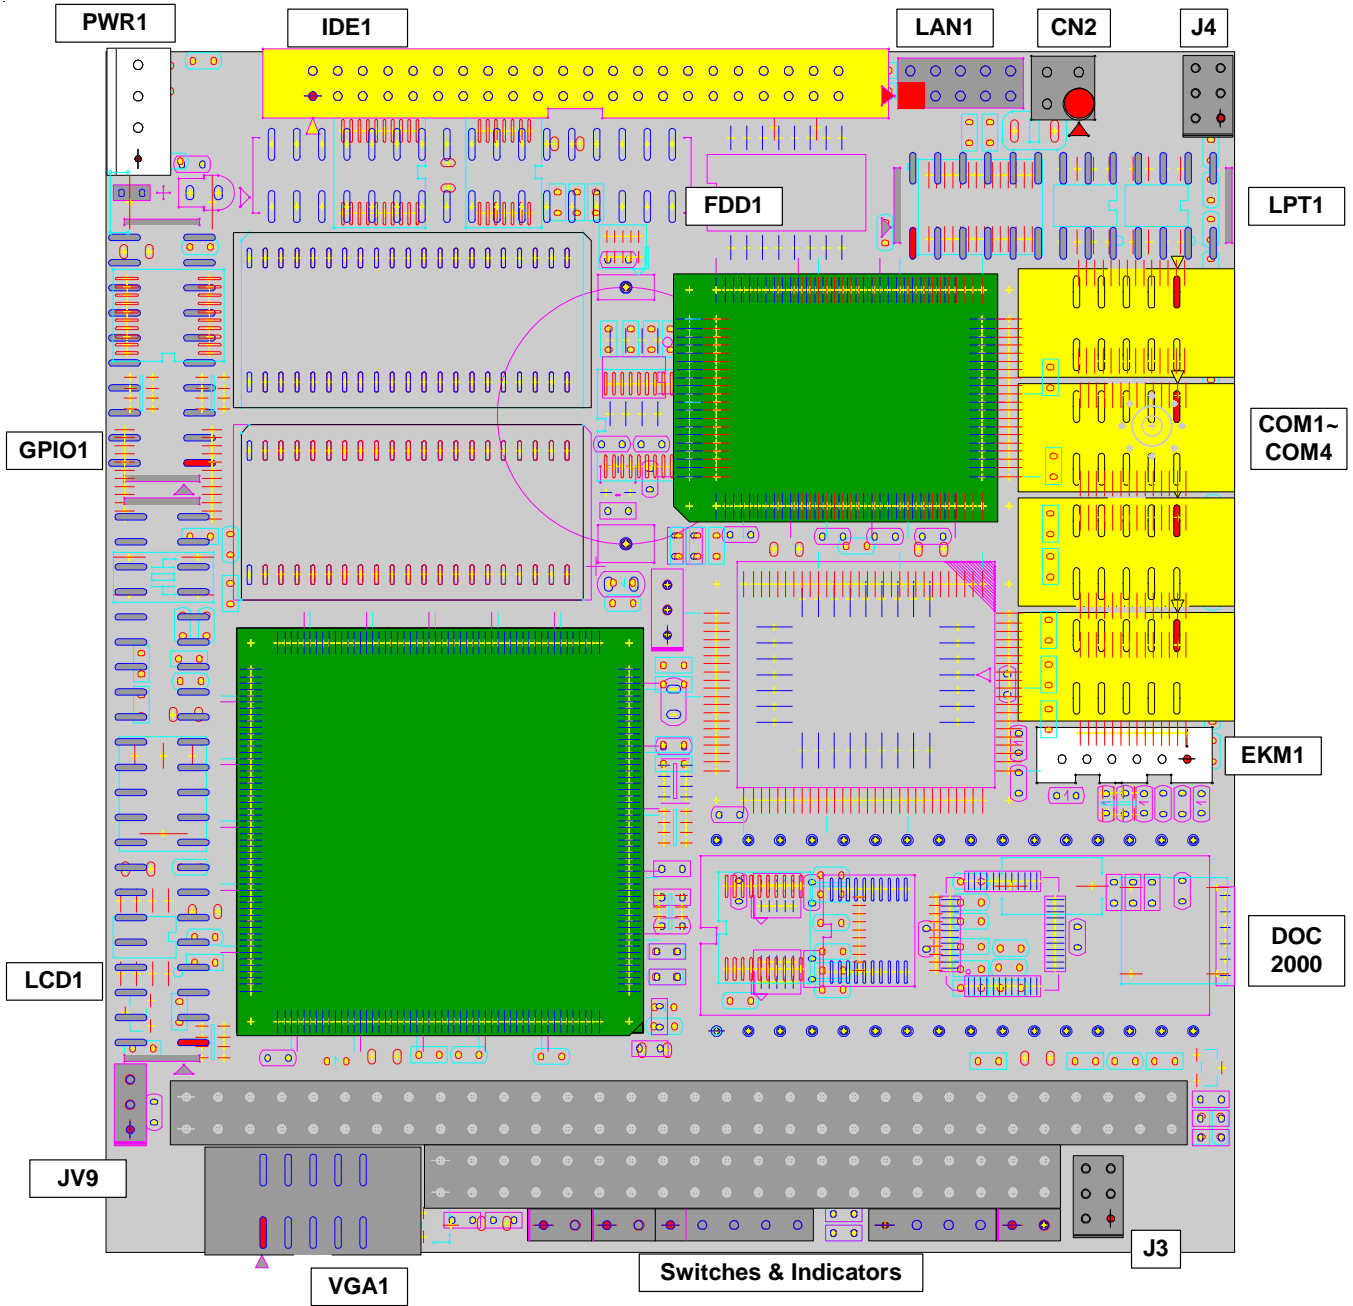 PWR1
IDE1
LAN1
CN2
J4
FDD1
LPT1
GPIO1
COM1~
COM4
EKM1
DOC
2000
LCD1
JV9
J3
VGA1
Switches & Indicators